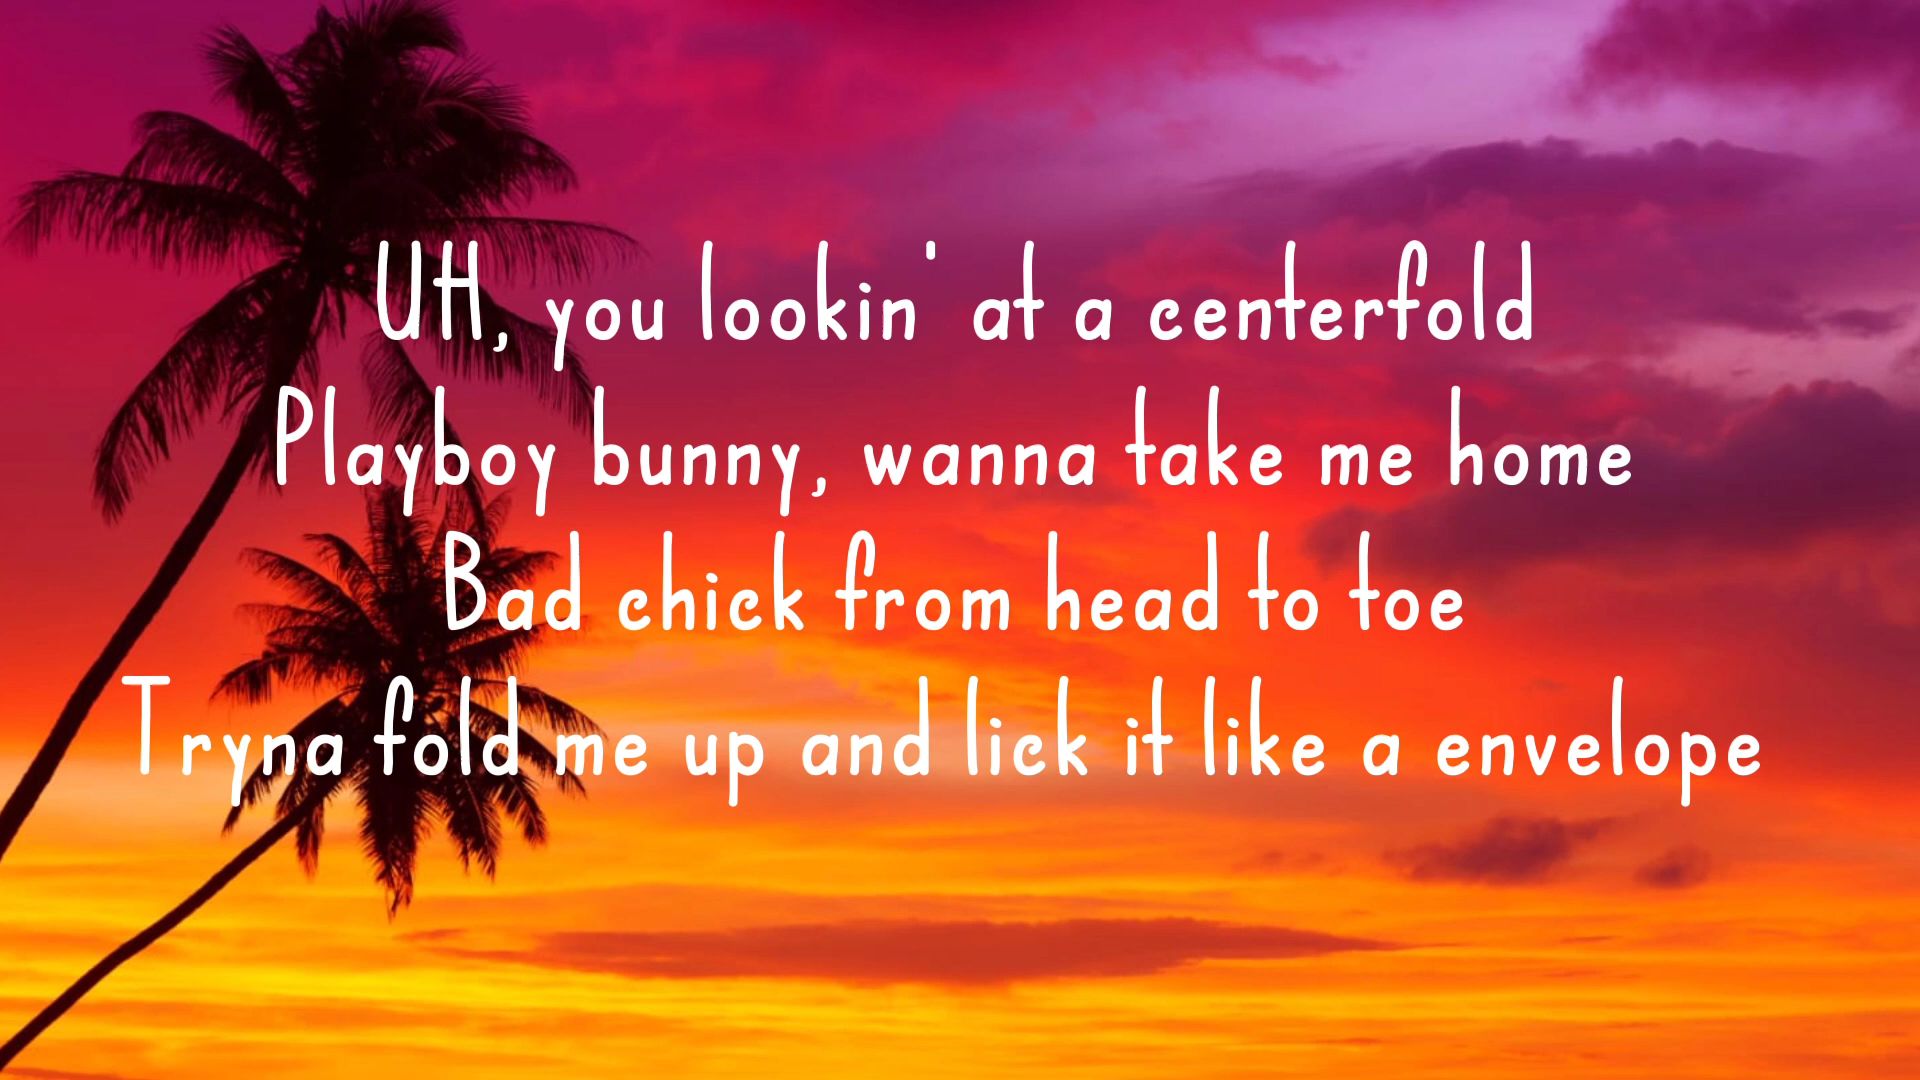 UH, you lookin' at a centerfold
Playboy bunny, wanna take me home
Bad chick from head to toe
Tryna fold me up and lick it like a envelope